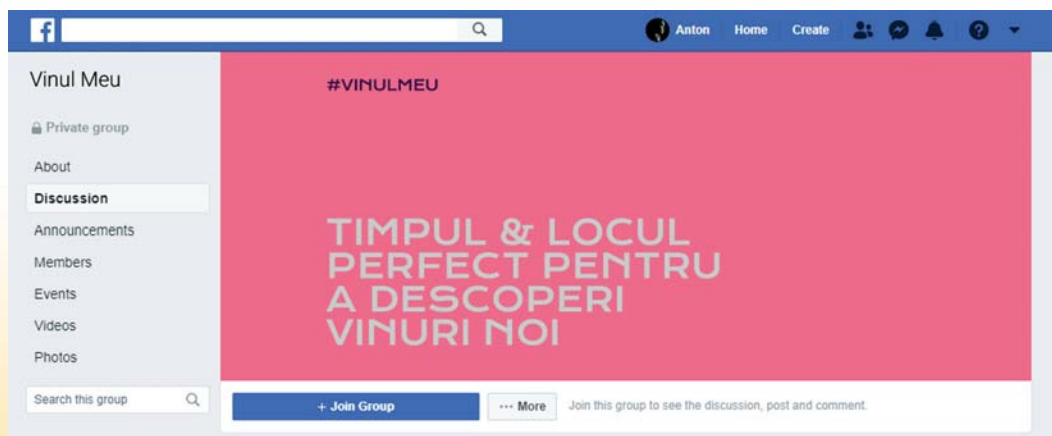 f
Anton Home Create
Vinul Meu
Private group
About
Discussion
Announcements
Members
Events
Videos
Photos
Search this group
#VINULMEU
TIMPUL & LOCUL
PERFECT PENTRU
A DESCOPERI
VINURI NOI
+ Join Group
··· More
Join this group to see the discussion, post and comment.